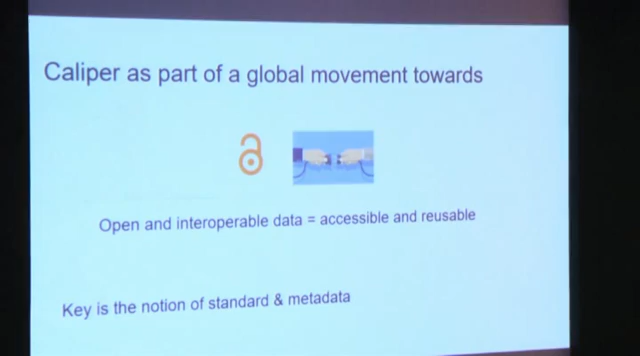 Caliper as part of a global movement towards
Open and interoperable data = accessible and reusable
Key is the notion of standard & metadata